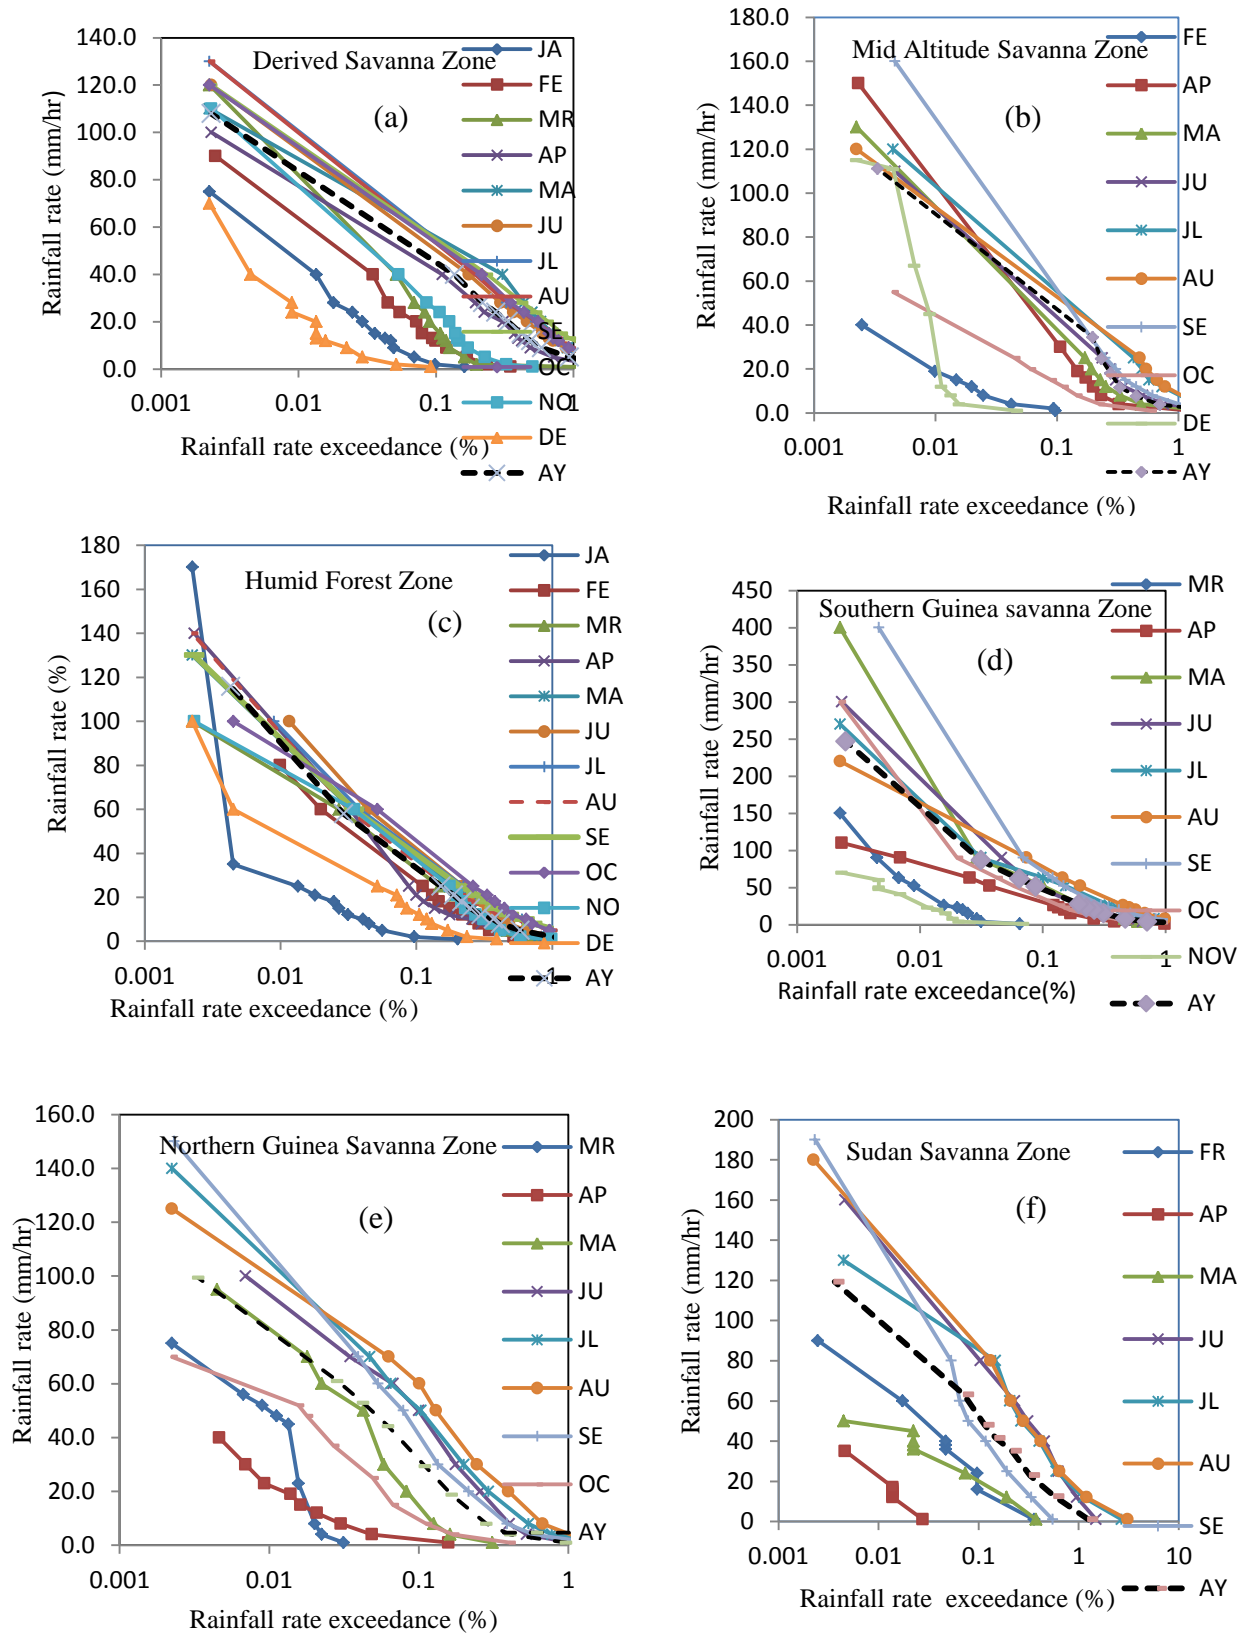 Derived Savanna Zone
(a)
Rainfall rate (mm/hr)
140.0
120.0
100.0
80.0
60.0
40.0
20.0
0.0
0.001
0.01
0.1
1
Rainfall rate exceedance (%)
JA
FE
MR
AP
MA
JU
JL
AU
SE
OC
NO
DE
AY
Mid Altitude Savanna Zone
(b)
Rainfall rate (mm/hr)
180.0
160.0
140.0
120.0
100.0
80.0
60.0
40.0
20.0
0.0
0.001
0.01
0.1
1
Rainfall rate exceedance (%)
FE
AP
MA
JU
JL
AU
SE
OC
DE
AY
Humid Forest Zone
(c)
Rainfall rate (%)
180
160
140
120
100
80
60
40
20
0
0.001
0.01
0.1
1
Rainfall rate exceedance (%)
JA
FE
MR
AP
MA
JU
JL
AU
SE
OC
NO
DE
AY
Southern Guinea savanna Zone
(d)
Rainfall rate (mm/hr)
450
400
350
300
250
200
150
100
50
0
0.001
0.01
0.1
1
Rainfall rate exceedance(%)
MR
AP
MA
JU
JL
AU
SE
OC
NOV
AY
Northern Guinea Savanna Zone
(e)
Rainfall rate (mm/hr)
160.0
140.0
120.0
100.0
80.0
60.0
40.0
20.0
0.0
0.001
0.01
0.1
1
Rainfall rate exceedance (%)
MR
AP
MA
JU
JL
AU
SE
OC
AY
Sudan Savanna Zone
(f)
Rainfall rate (mm/hr)
200
180
160
140
120
100
80
60
40
20
0
0.001
0.01
0.1
1
10
Rainfall rate exceedance (%)
FR
AP
MA
JU
JL
AU
SE
AY